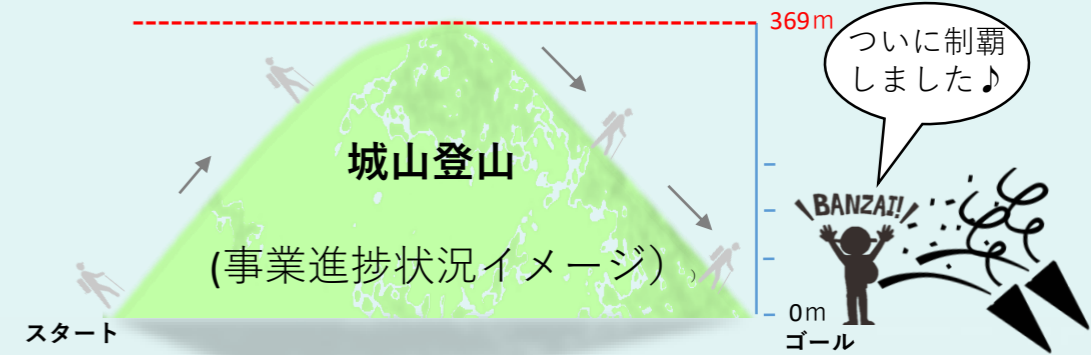 369m
ついに制覇
しました♪
城山登山
BANZAI!
(事業進捗状況イメージ）)
0m
スタート
ゴール